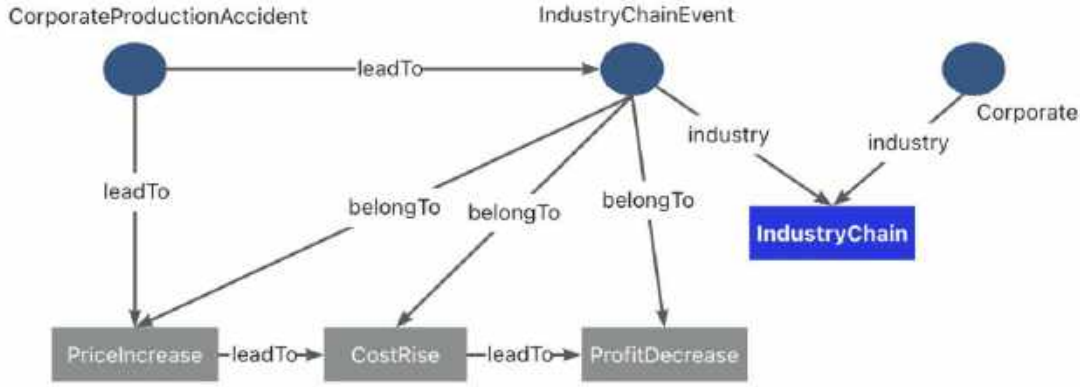 CorporateProductionAccident
IndustryChainEvent
leadTo
Corporate
industry
industry
leadTo
belongTo
belongTo
belongTo
IndustryChain
PriceIncrease
leadTo
CostRise
leadTo
ProfitDecrease